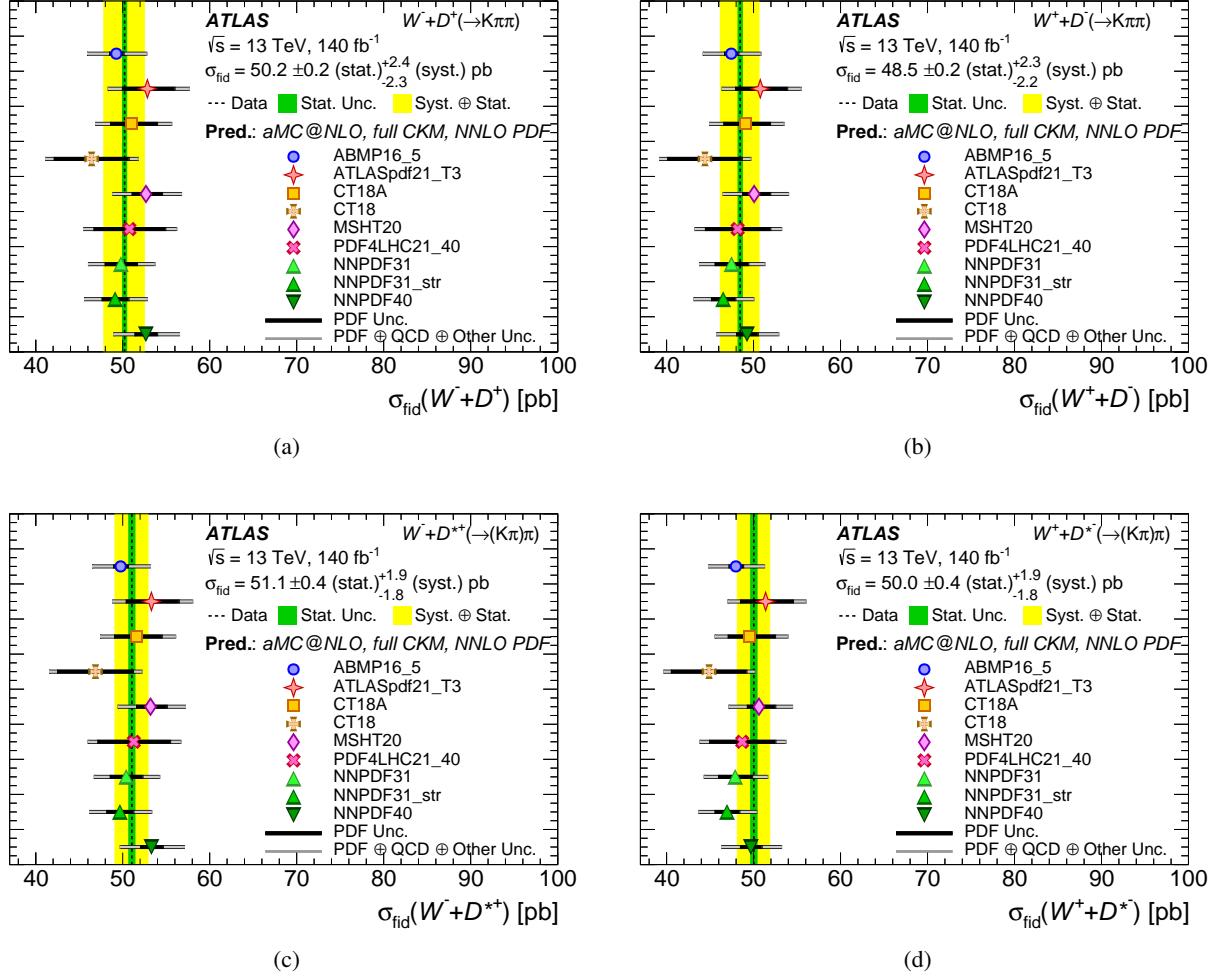 ATLAS W⁻+D⁺(→Kππ)
√s = 13 TeV, 140 fb⁻¹
σfid = 50.2 ±0.2 (stat.) +2.4 -2.3 (syst.) pb
Data Stat. Unc. Syst. ⊕ Stat.
Pred.: aMC@NLO, full CKM, NNLO PDF
ABMP16_5
ATLASpdf21_T3
CT18A
CT18
MSHT20
PDF4LHC21_40
NNPDF31
NNPDF31_str
NNPDF40
PDF Unc.
PDF ⊕ QCD ⊕ Other Unc.
40 50 60 70 80 90 100
σfid(W⁻+D⁺) [pb]
(a)
ATLAS W⁺+D⁻(→Kππ)
√s = 13 TeV, 140 fb⁻¹
σfid = 48.5 ±0.2 (stat.) +2.3 -2.2 (syst.) pb
Data Stat. Unc. Syst. ⊕ Stat.
Pred.: aMC@NLO, full CKM, NNLO PDF
ABMP16_5
ATLASpdf21_T3
CT18A
CT18
MSHT20
PDF4LHC21_40
NNPDF31
NNPDF31_str
NNPDF40
PDF Unc.
PDF ⊕ QCD ⊕ Other Unc.
40 50 60 70 80 90 100
σfid(W⁺+D⁻) [pb]
(b)
ATLAS W⁻+D*⁺(→(Kπ)π)
√s = 13 TeV, 140 fb⁻¹
σfid = 51.1 ±0.4 (stat.) +1.9 -1.8 (syst.) pb
Data Stat. Unc. Syst. ⊕ Stat.
Pred.: aMC@NLO, full CKM, NNLO PDF
ABMP16_5
ATLASpdf21_T3
CT18A
CT18
MSHT20
PDF4LHC21_40
NNPDF31
NNPDF31_str
NNPDF40
PDF Unc.
PDF ⊕ QCD ⊕ Other Unc.
40 50 60 70 80 90 100
σfid(W⁻+D*⁺) [pb]
(c)
ATLAS W⁺+D*⁻(→(Kπ)π)
√s = 13 TeV, 140 fb⁻¹
σfid = 50.0 ±0.4 (stat.) +1.9 -1.8 (syst.) pb
Data Stat. Unc. Syst. ⊕ Stat.
Pred.: aMC@NLO, full CKM, NNLO PDF
ABMP16_5
ATLASpdf21_T3
CT18A
CT18
MSHT20
PDF4LHC21_40
NNPDF31
NNPDF31_str
NNPDF40
PDF Unc.
PDF ⊕ QCD ⊕ Other Unc.
40 50 60 70 80 90 100
σfid(W⁺+D*⁻) [pb]
(d)